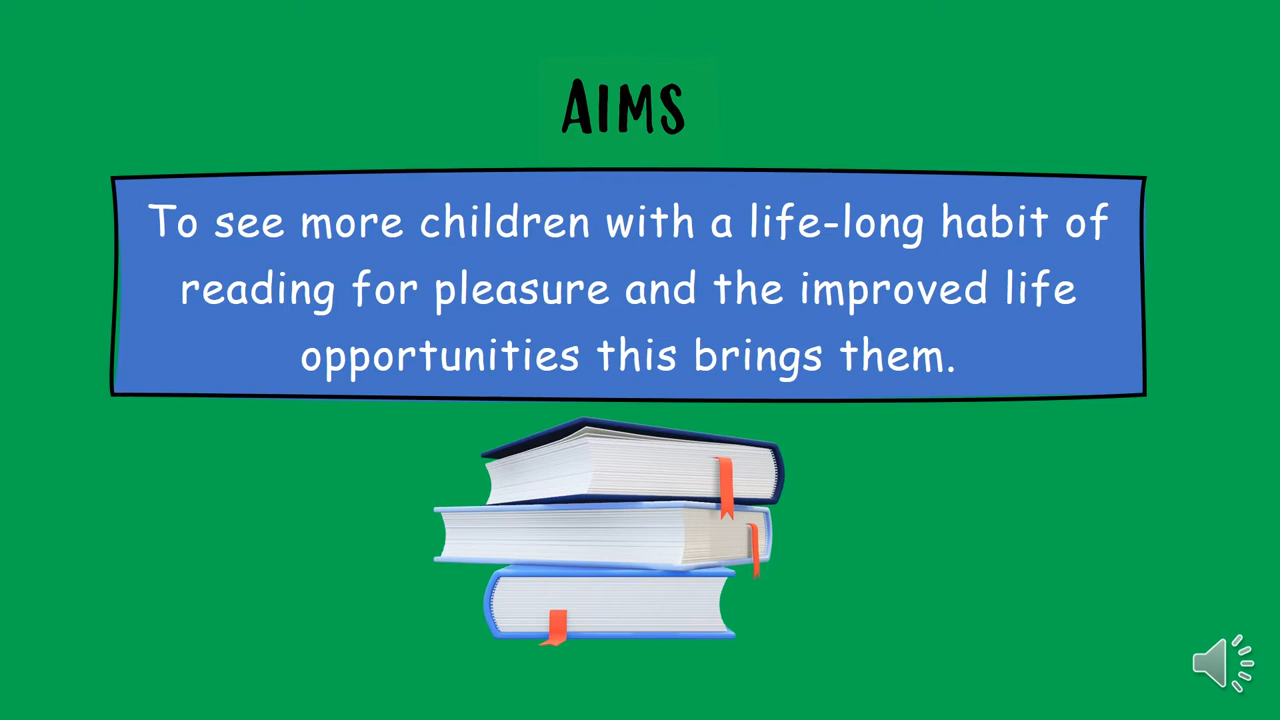 AIMS
To see more children with a life-long habit of
reading for pleasure and the improved life
opportunities this brings them.